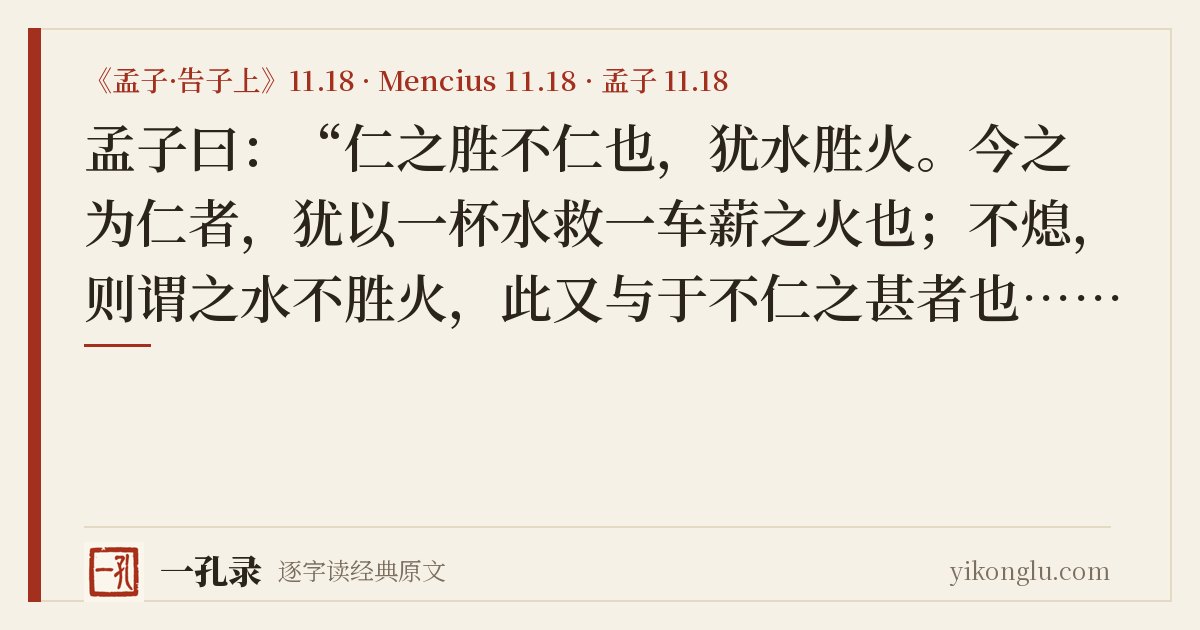 《孟子·告子上》11.18 · Mencius 11.18 · 孟子 11.18
孟子曰：“仁之胜不仁也，犹水胜火。今之
为仁者，犹以一杯水救一车薪之火也；不熄，
则谓之水不胜火，此又与于不仁之甚者也……
一孔
一孔录
逐字读经典原文
yikonglu.com